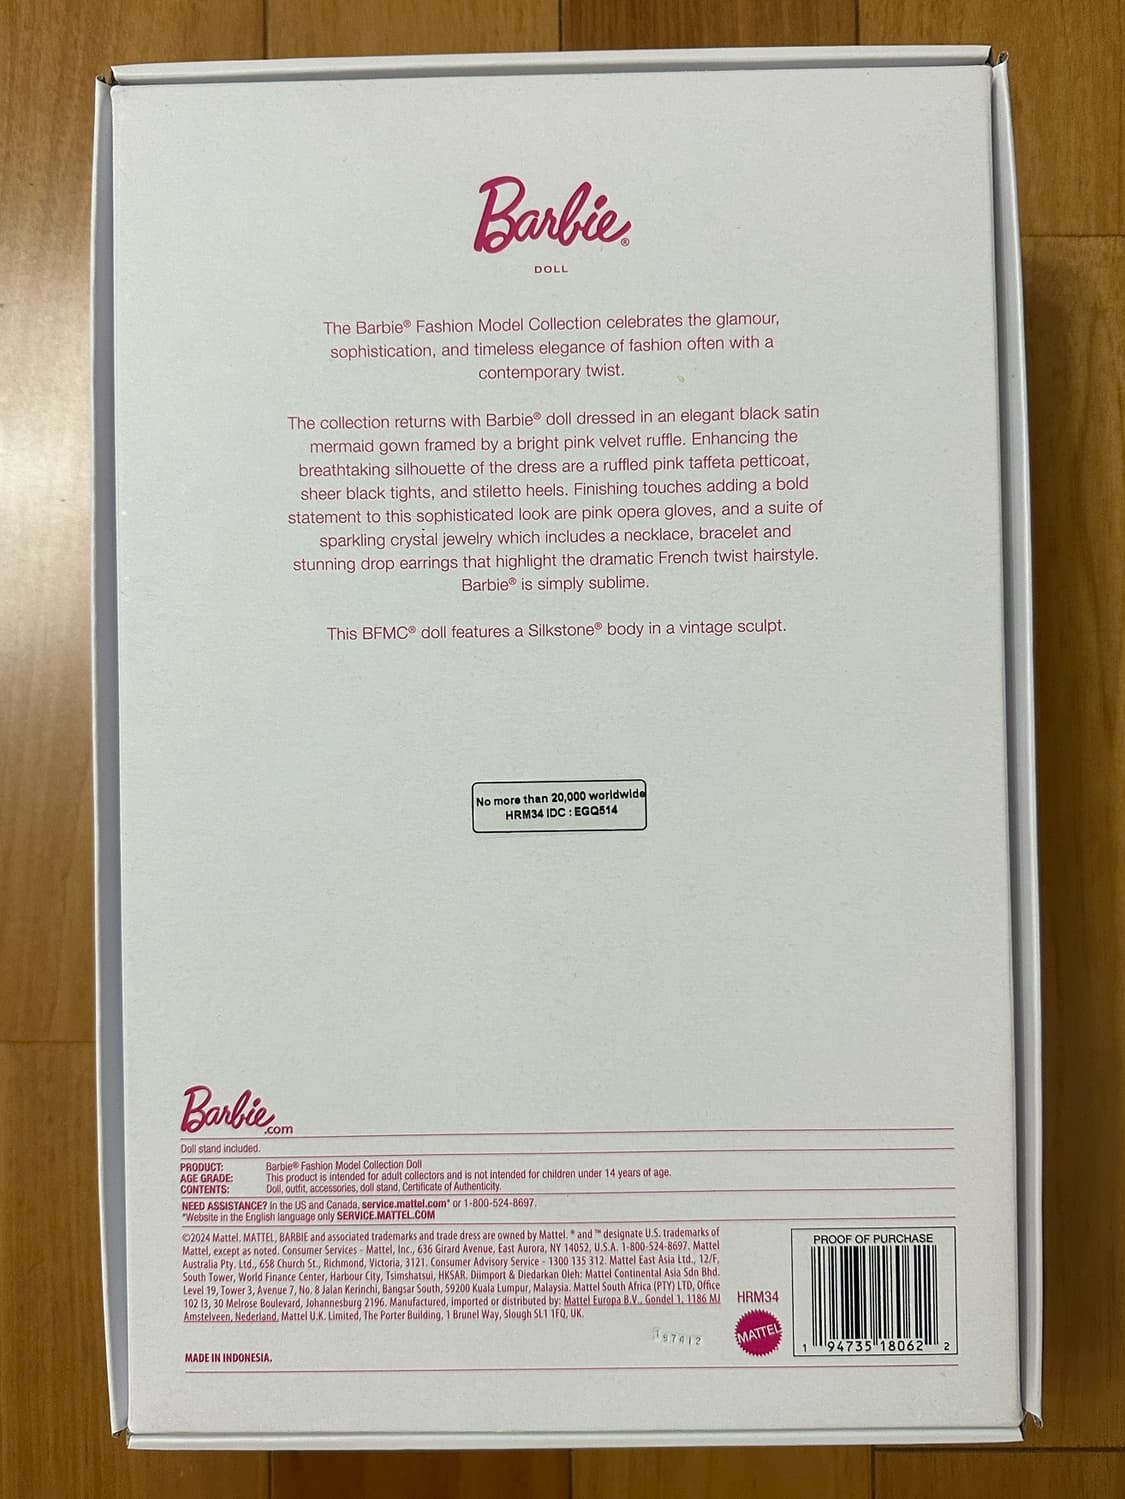 Barbie®
DOLL
The Barbie® Fashion Model Collection celebrates the glamour,
sophistication, and timeless elegance of fashion often with a
contemporary twist.
The collection returns with Barbie® doll dressed in an elegant black satin
mermaid gown framed by a bright pink velvet ruffle. Enhancing the
breathtaking silhouette of the dress are a ruffled pink taffeta petticoat,
sheer black tights, and stiletto heels. Finishing touches adding a bold
statement to this sophisticated look are pink opera gloves, and a suite of
sparkling crystal jewelry which includes a necklace, bracelet and
stunning drop earrings that highlight the dramatic French twist hairstyle.
Barbie® is simply sublime.
This BFMC® doll features a Silkstone® body in a vintage sculpt.
No more than 20,000 worldwide
HRM34 IDC : EGQ514
Barbie.com
Doll stand included.
PRODUCT: Barbie® Fashion Model Collection Doll
AGE GRADE: This product is intended for adult collectors and is not intended for children under 14 years of age.
CONTENTS: Doll, outfit, accessories, doll stand, Certificate of Authenticity.
NEED ASSISTANCE? In the US and Canada, service.mattel.com* or 1-800-524-8697.
*Website in the English language only SERVICE.MATTEL.COM
©2024 Mattel. MATTEL, BARBIE and associated trademarks and trade dress are owned by Mattel. ® and ™ designate U.S. trademarks of
Mattel, except as noted. Consumer Services - Mattel, Inc., 636 Girard Avenue, East Aurora, NY 14052, U.S.A. 1-800-524-8697. Mattel
Australia Pty. Ltd., 658 Church St., Richmond, Victoria, 3121. Consumer Advisory Service - 1300 135 312. Mattel East Asia Ltd., 12/F,
South Tower, World Finance Center, Harbour City, Tsimshatsui, HKSAR. Diimport & Diedarkan Oleh: Mattel Continental Asia Sdn Bhd.
Level 19, Tower 3, Avenue 7, No. 8 Jalan Kerinchi, Bangsar South, 59200 Kuala Lumpur, Malaysia. Mattel South Africa (PTY) LTD, Office
102 I3, 30 Melrose Boulevard, Johannesburg 2196. Manufactured, imported or distributed by: Mattel Europa B.V., Gondel 1, 1186 MJ
Amstelveen, Nederland. Mattel U.K. Limited, The Porter Building, 1 Brunel Way, Slough SL1 1FQ, UK.
MADE IN INDONESIA.
HRM34
MATTEL
PROOF OF PURCHASE
1 94735 18062 2